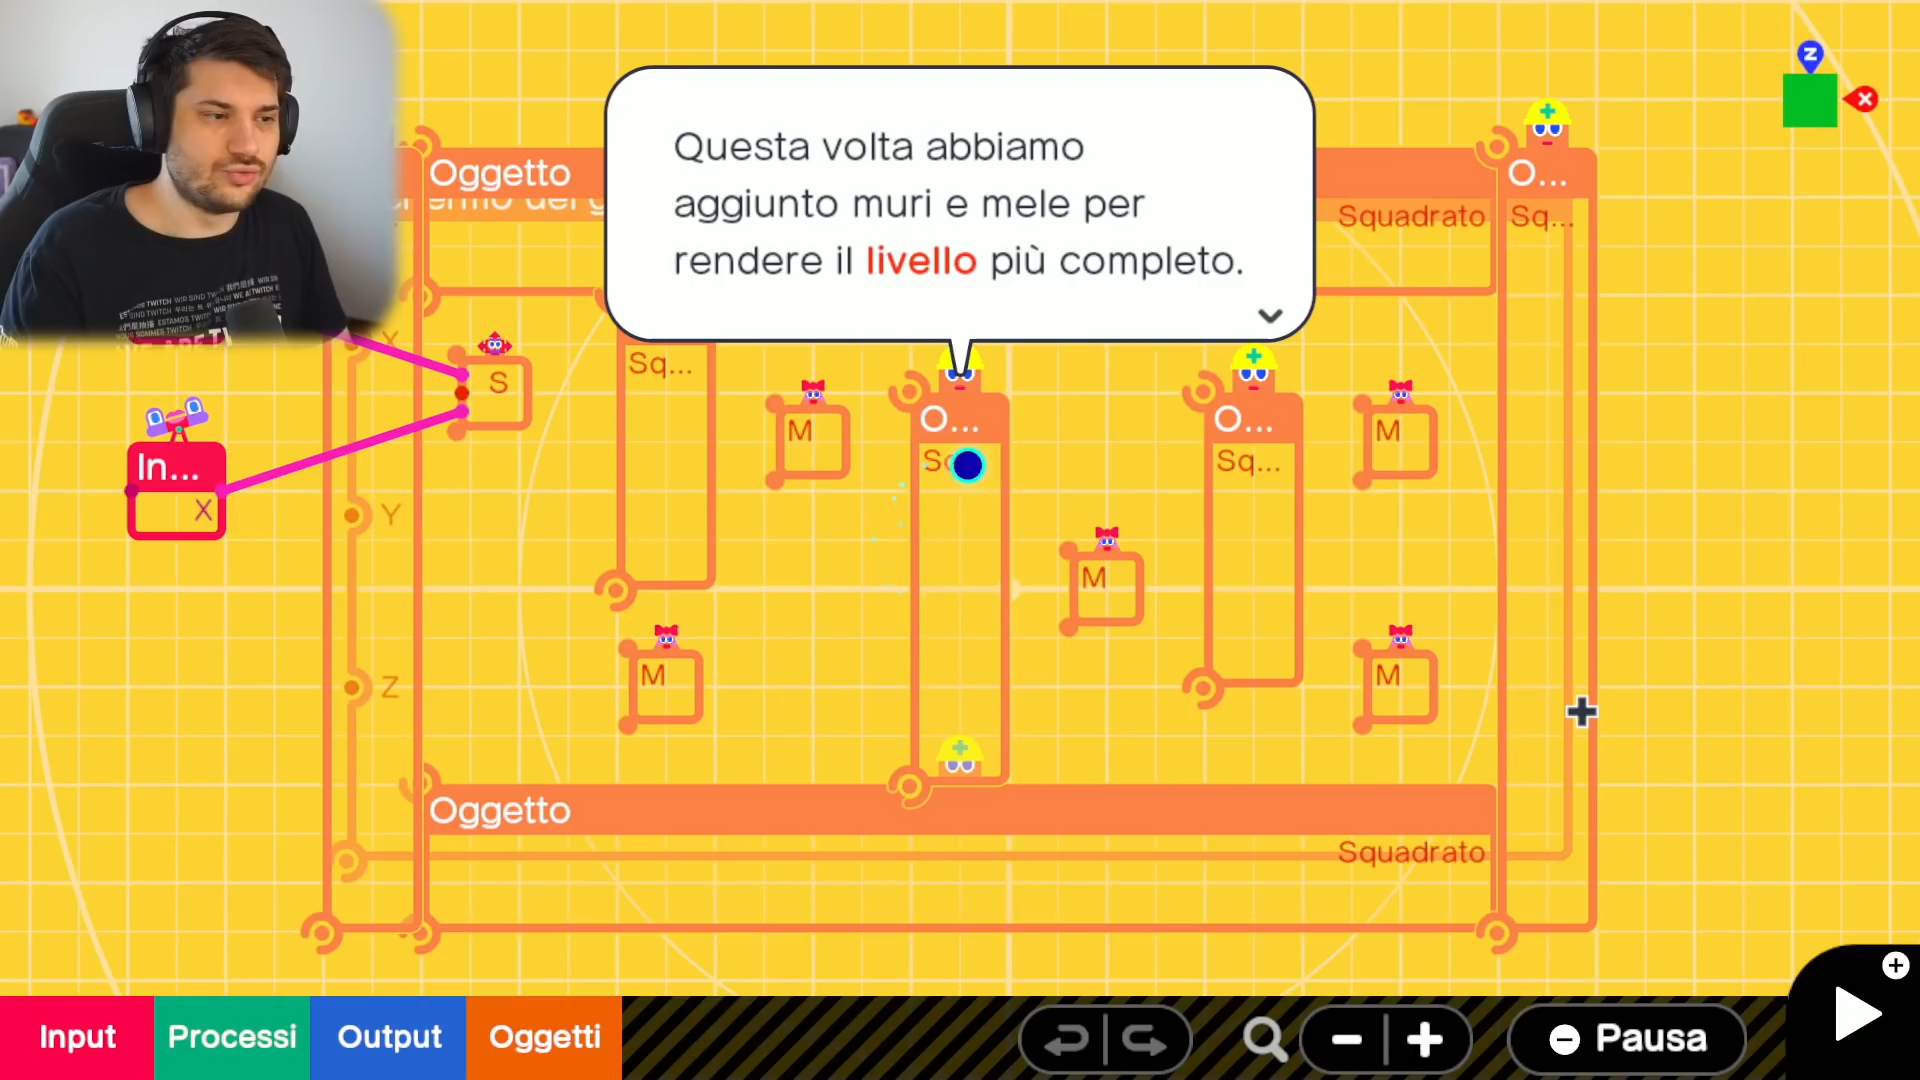 Questa volta abbiamo
aggiunto muri e mele per
rendere il livello più completo.
Z
X
Oggetto
O...
Squadrato
Sq...
S
Sq...
M
O...
O...
Sq...
M
In...
X
Y
M
M
M
Z
Oggetto
Squadrato
Input
Processi
Output
Oggetti
Pausa